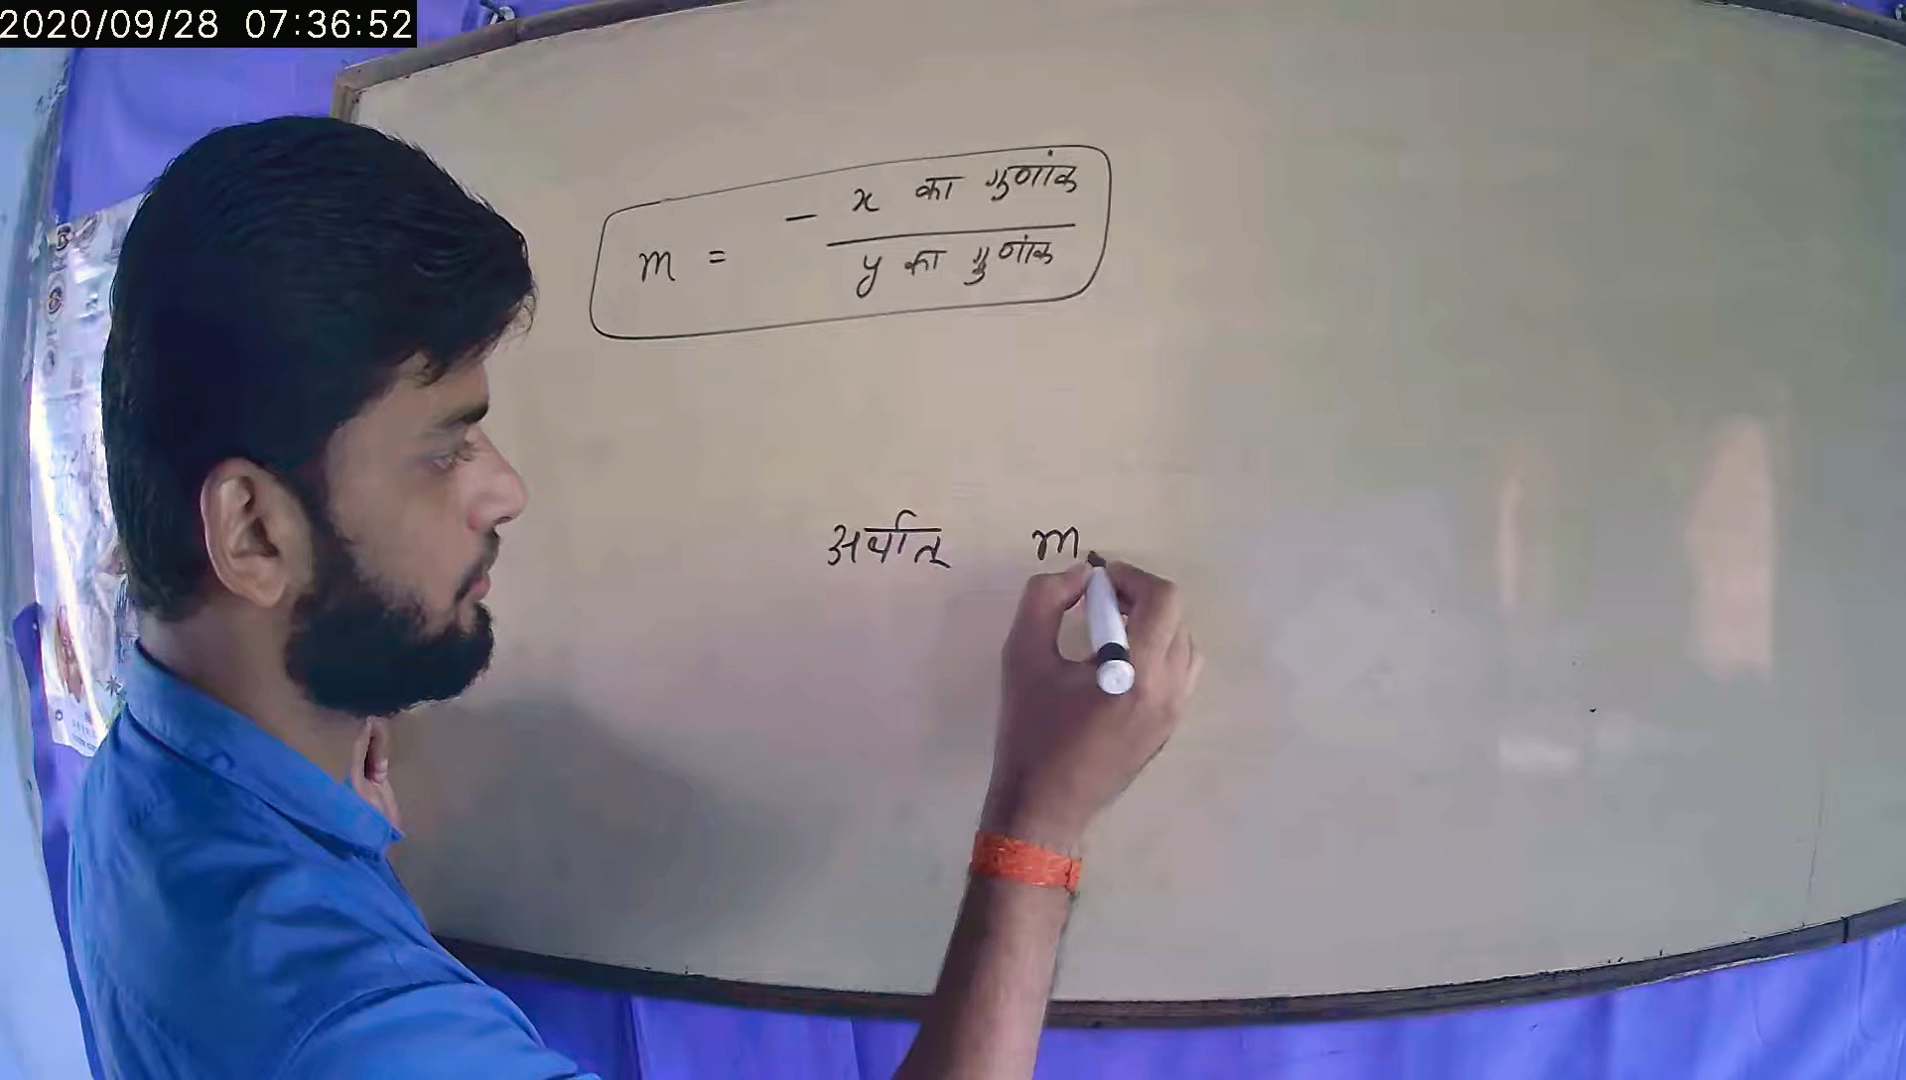 2020/09/28 07:36:52
m = - x का गुणांक / y का गुणांक
अर्थात् m